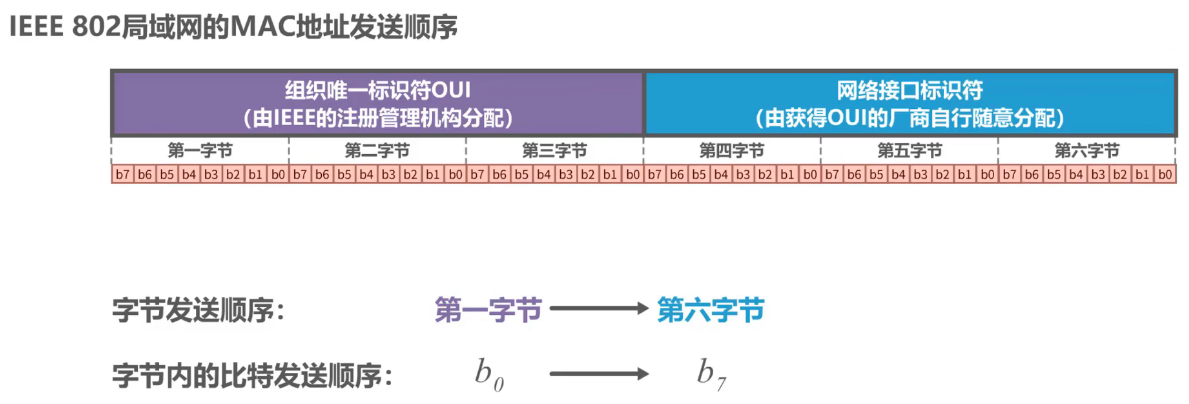 IEEE 802局域网的MAC地址发送顺序
组织唯一标识符OUI
（由IEEE的注册管理机构分配）
网络接口标识符
（由获得OUI的厂商自行随意分配）
第一字节 第二字节 第三字节 第四字节 第五字节 第六字节
b7 b6 b5 b4 b3 b2 b1 b0 b7 b6 b5 b4 b3 b2 b1 b0 b7 b6 b5 b4 b3 b2 b1 b0 b7 b6 b5 b4 b3 b2 b1 b0 b7 b6 b5 b4 b3 b2 b1 b0 b7 b6 b5 b4 b3 b2 b1 b0
字节发送顺序： 第一字节 第六字节
字节内的比特发送顺序： b0 b7